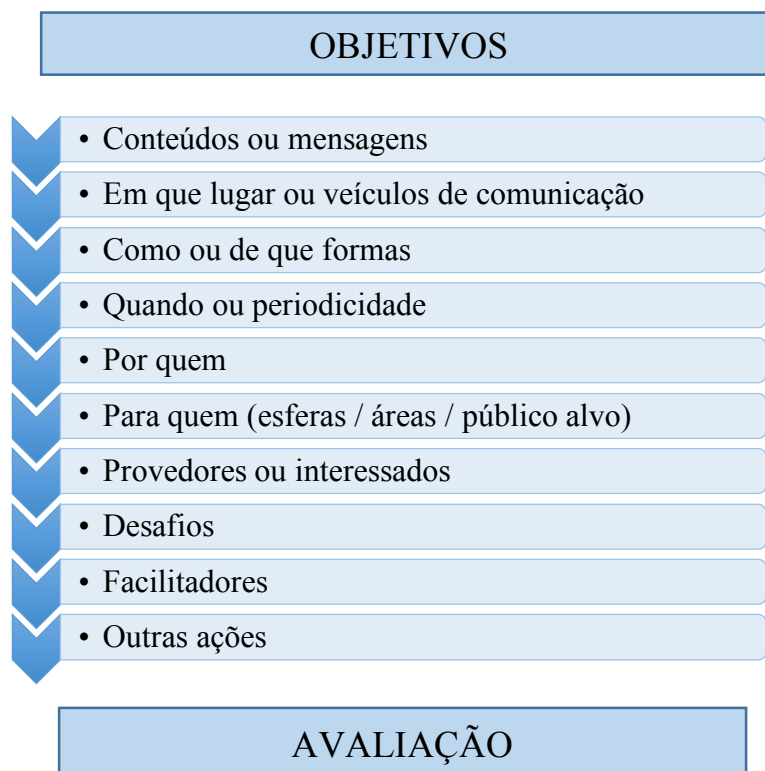 OBJETIVOS
• Conteúdos ou mensagens
• Em que lugar ou veículos de comunicação
• Como ou de que formas
• Quando ou periodicidade
• Por quem
• Para quem (esferas / áreas / público alvo)
• Provedores ou interessados
• Desafios
• Facilitadores
• Outras ações
AVALIAÇÃO